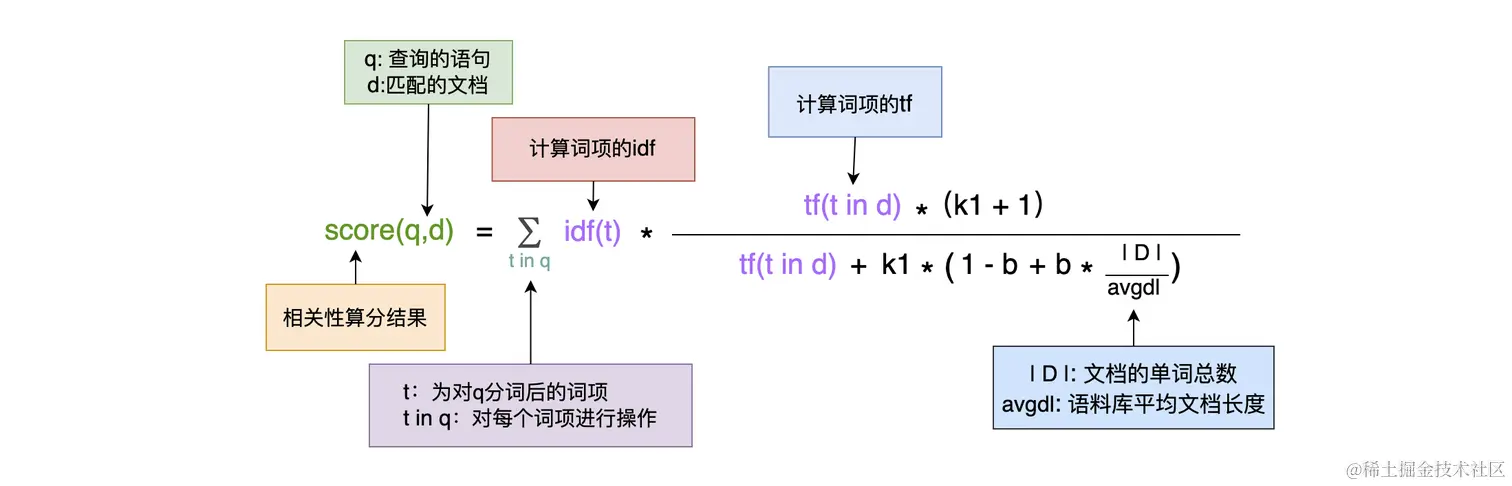 q: 查询的语句
d:匹配的文档
计算词项的tf
计算词项的idf
tf(t in d) * (k1 + 1)
score(q,d) = ∑ idf(t) *
t in q
tf(t in d) + k1 * ( 1 - b + b * | D | )
avgdl
相关性算分结果
| D |: 文档的单词总数
avgdl: 语料库平均文档长度
t：为对q分词后的词项
t in q：对每个词项进行操作
@稀土掘金技术社区